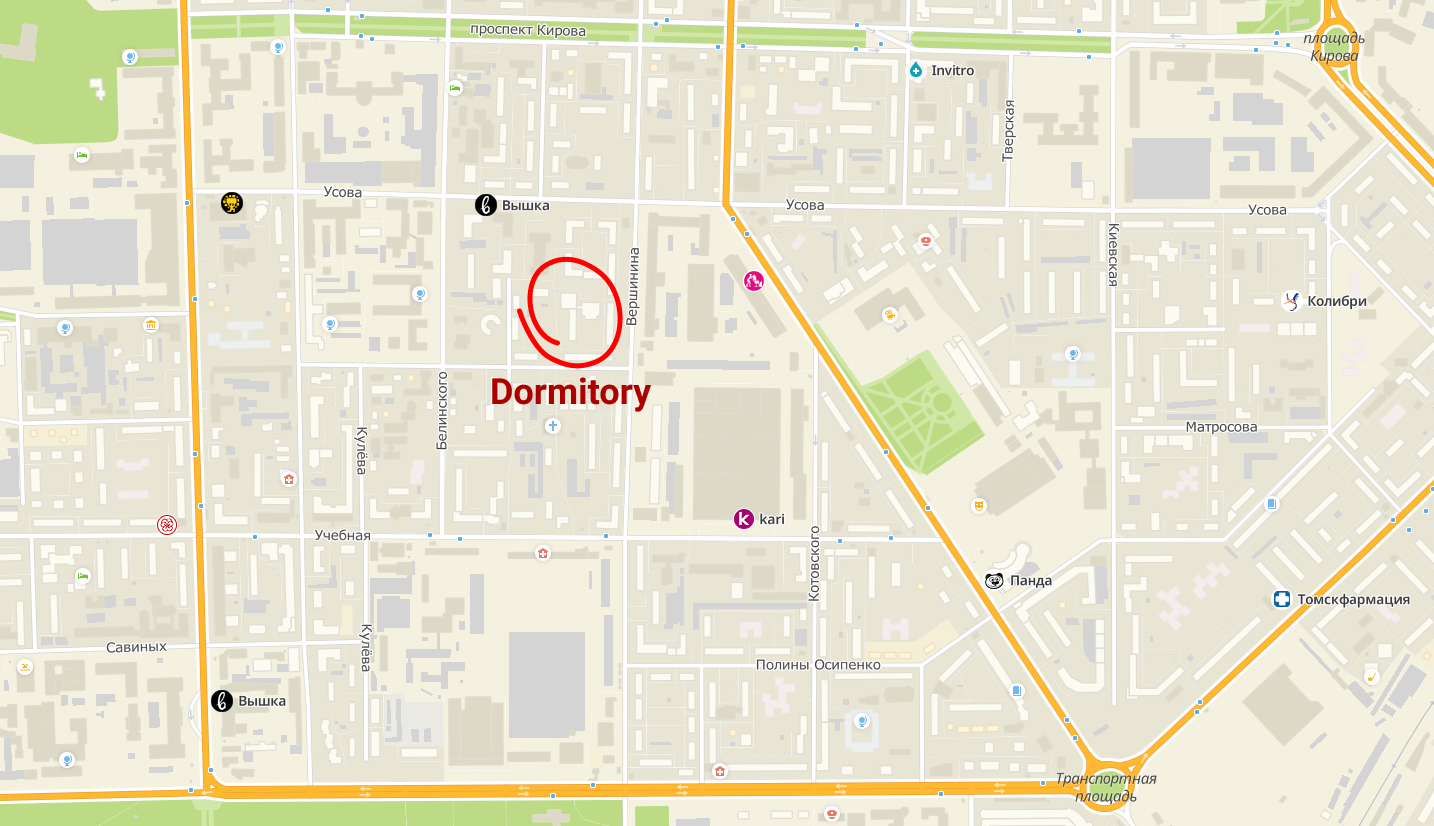 проспект Кирова
площадь
Кирова
Invitro
Тверская
Усова
Вышка
Усова
Усова
Вершинина
Киевская
Колибри
Dormitory
Белинского
Кулёва
Матросова
kari
Учебная
Котовского
Панда
Томскфармация
Кулёва
Савиных
Полины Осипенко
Вышка
Транспортная
площадь